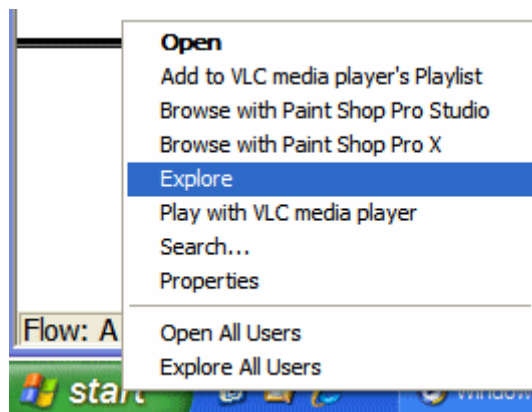 Open
Add to VLC media player's Playlist
Browse with Paint Shop Pro Studio
Browse with Paint Shop Pro X
Explore
Play with VLC media player
Search...
Properties
Open All Users
Explore All Users
Flow: A
start
Window